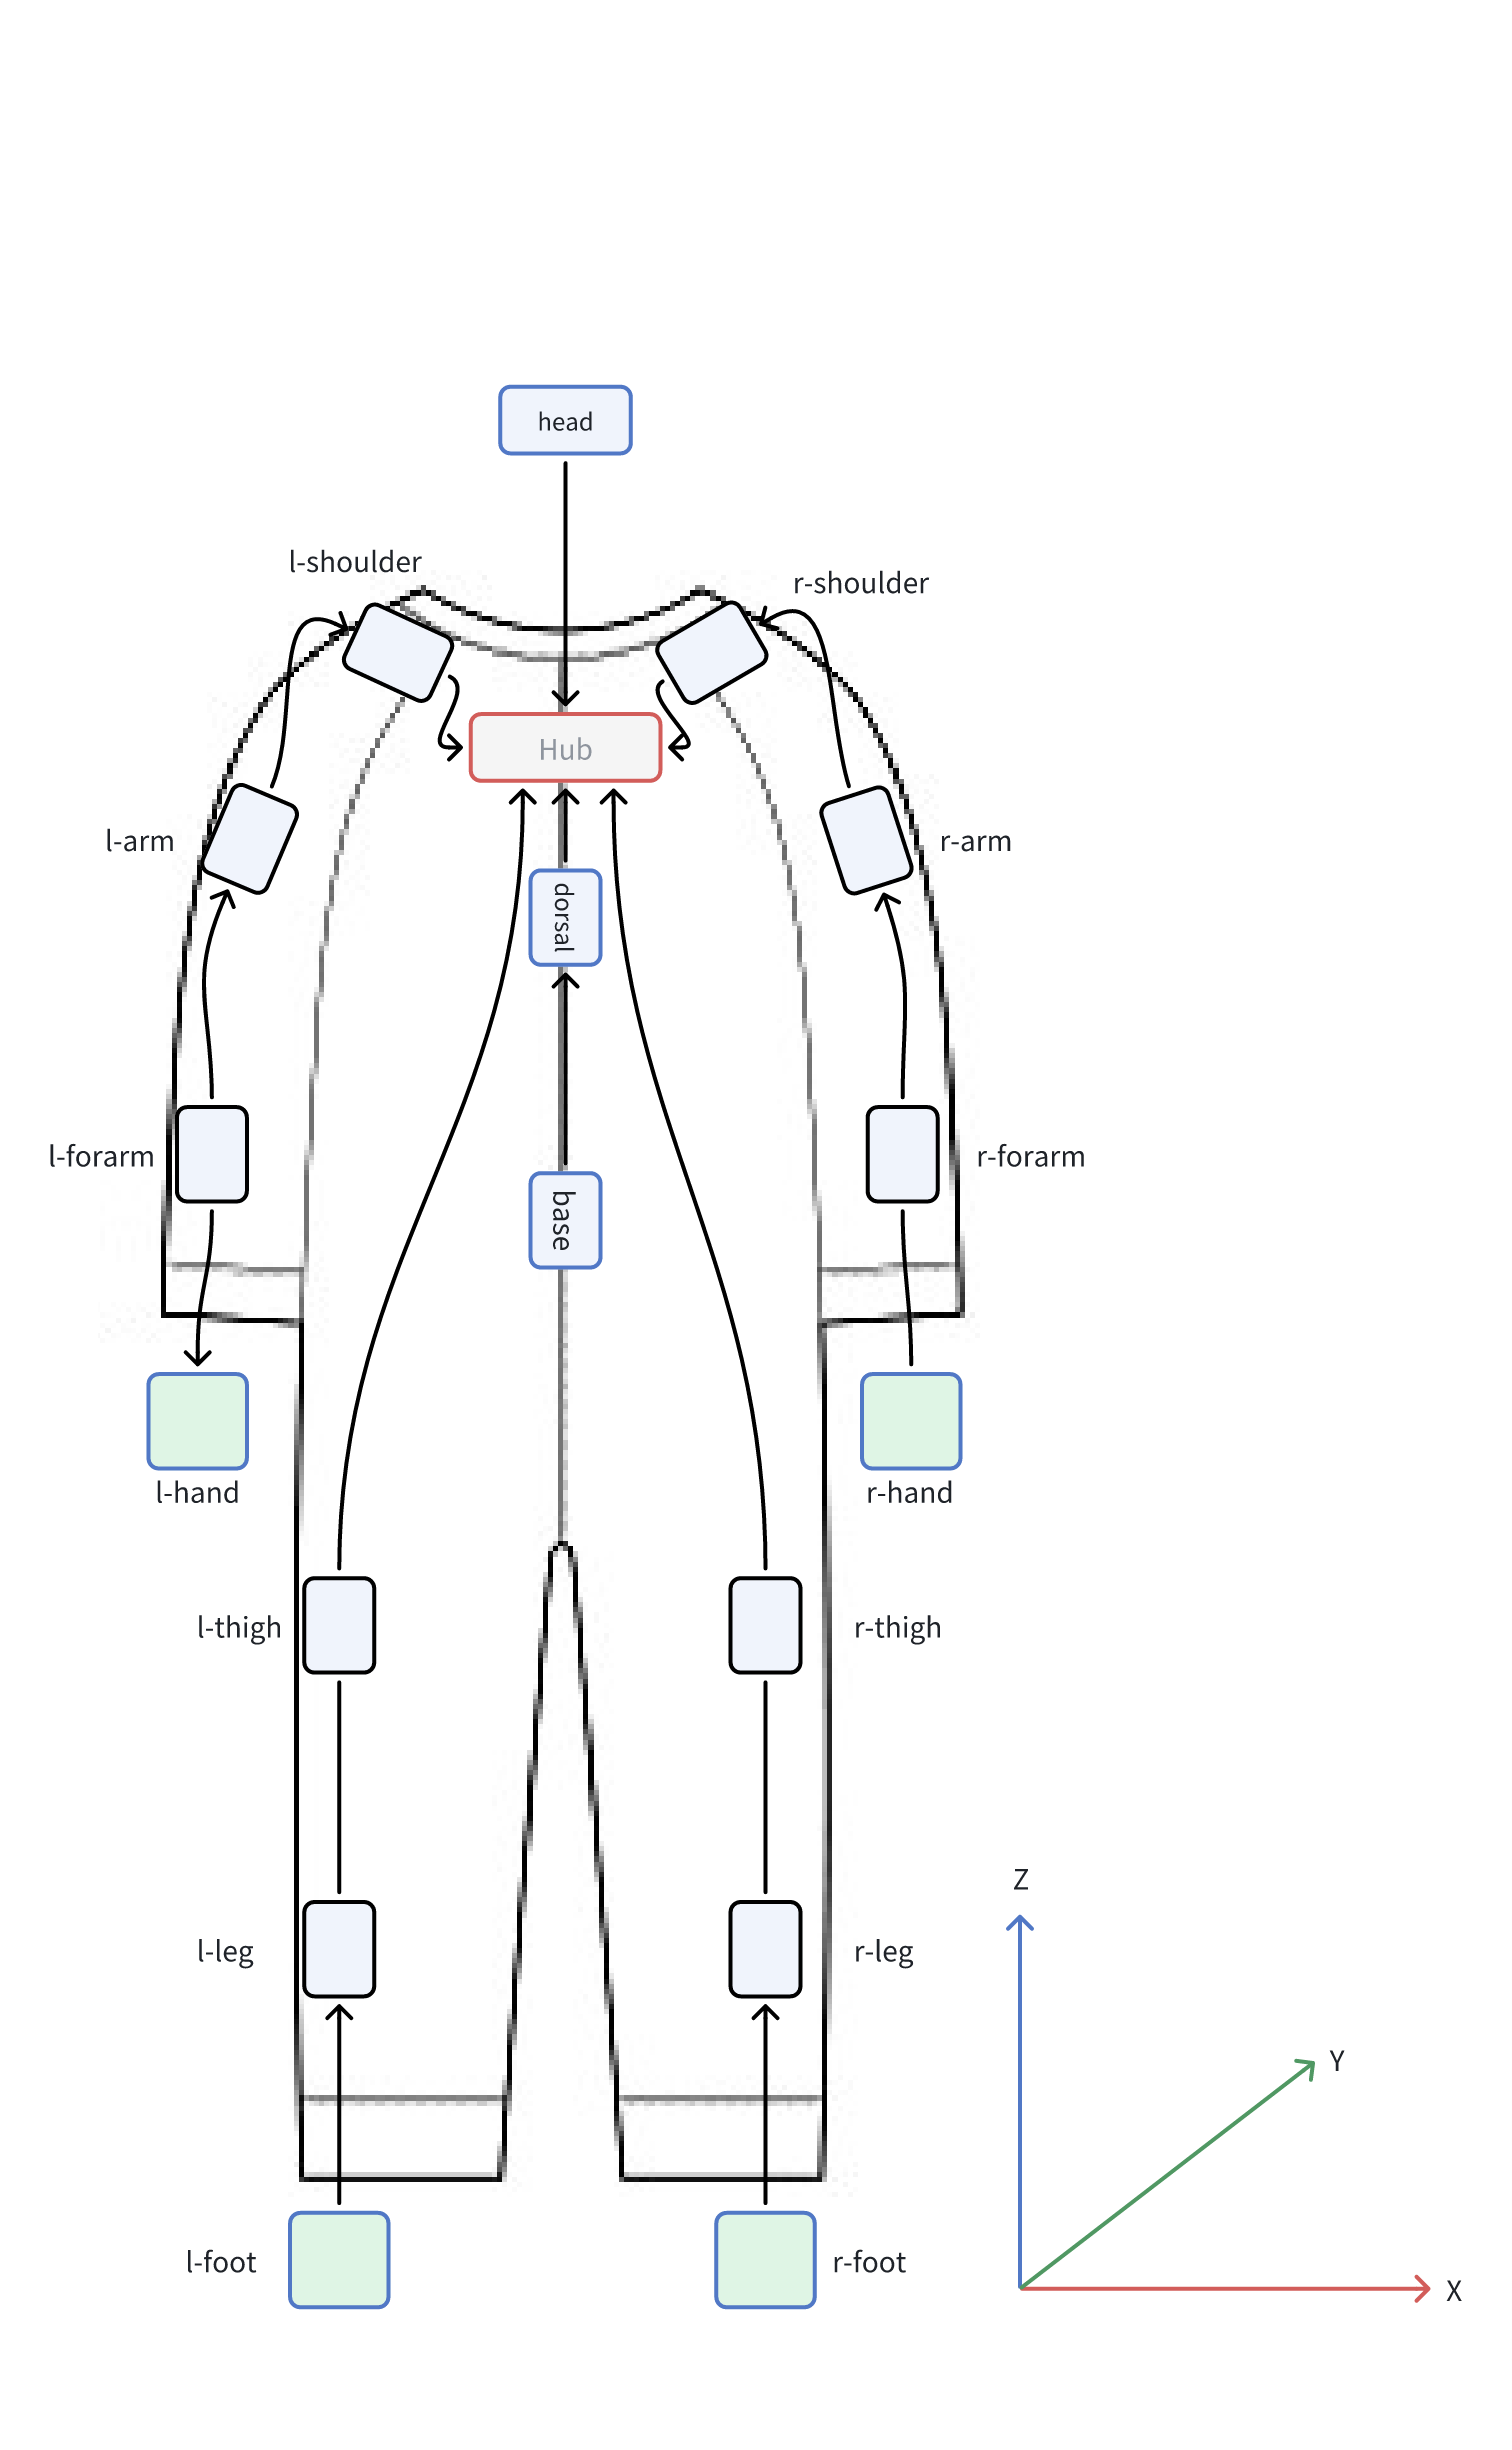 head
l-shoulder
r-shoulder
Hub
l-arm
r-arm
dorsal
l-forarm
r-forarm
base
l-hand
r-hand
l-thigh
r-thigh
Z
l-leg
r-leg
Y
l-foot
r-foot
X